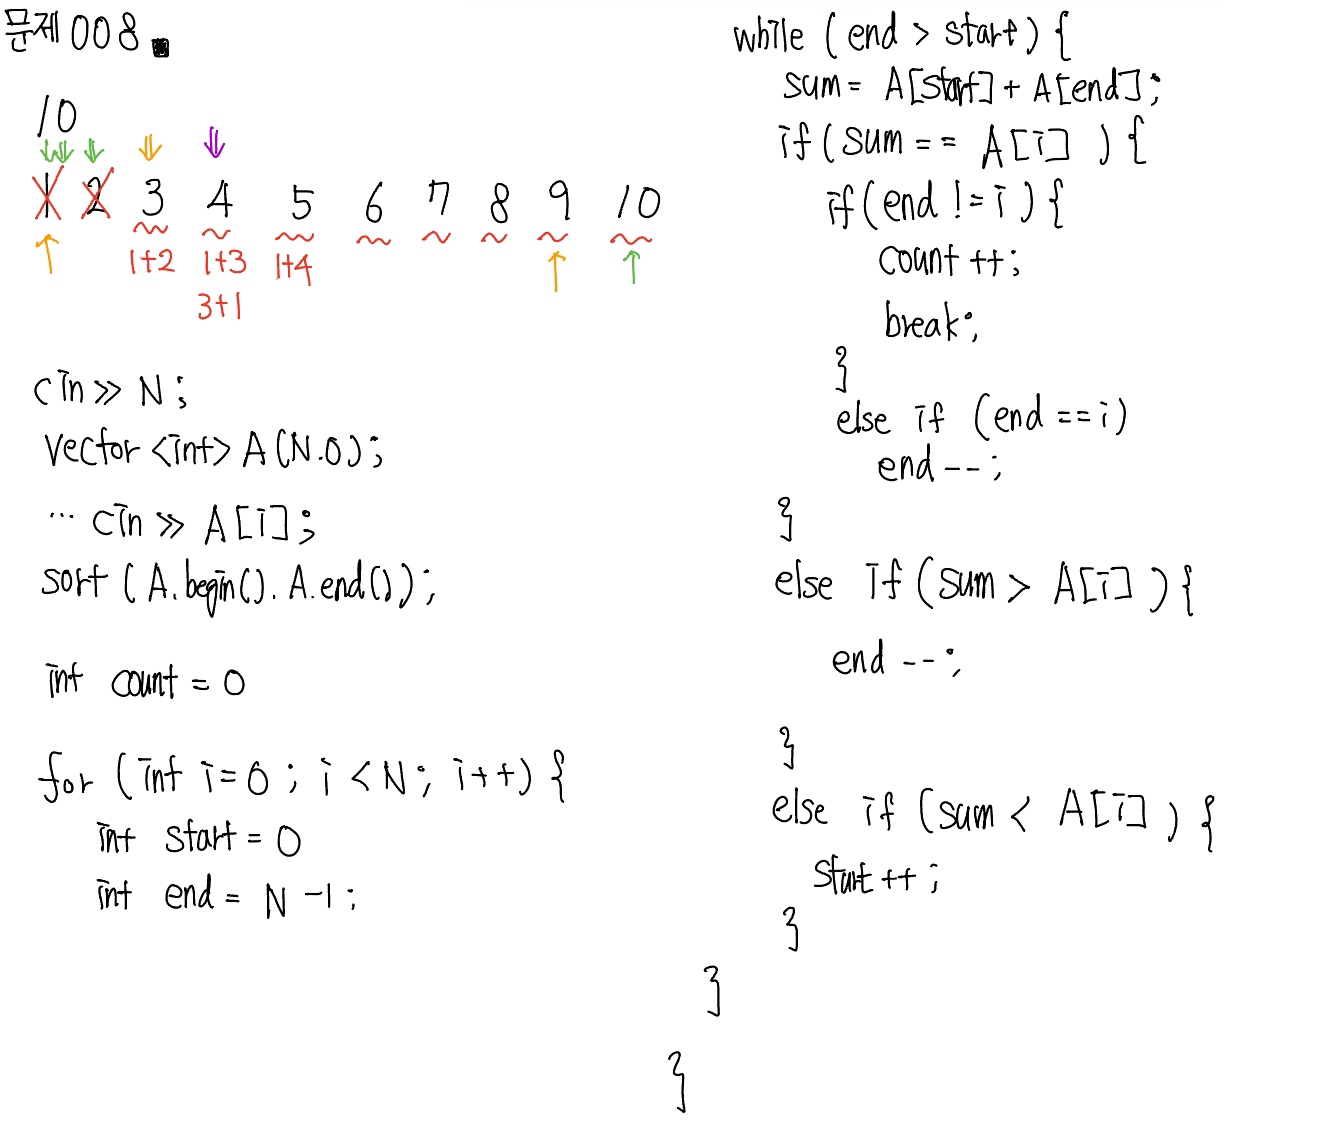 문제 008.
10
1 2 3 4 5 6 7 8 9 10
1+2 1+3 1+4
3+1
cin >> N;
vector <int> A(N.0);
... cin >> A[i];
sort (A.begin(). A.end());
int count = 0
for (int i=0; i < N; i++) {
int start = 0
int end = N-1;
while (end > start) {
sum = A[start] + A[end];
if (sum == A[i]) {
if (end != i) {
count ++;
break;
}
else if (end == i)
end --;
}
else if (sum > A[i]) {
end --;
}
else if (sum < A[i]) {
start ++;
}
}
}